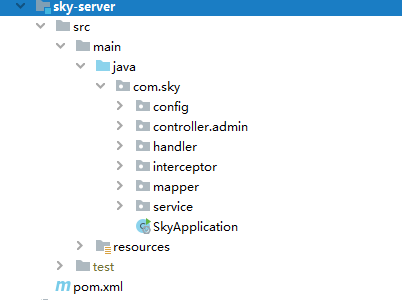 sky-server
src
main
java
com.sky
config
controller.admin
handler
interceptor
mapper
service
SkyApplication
resources
test
pom.xml